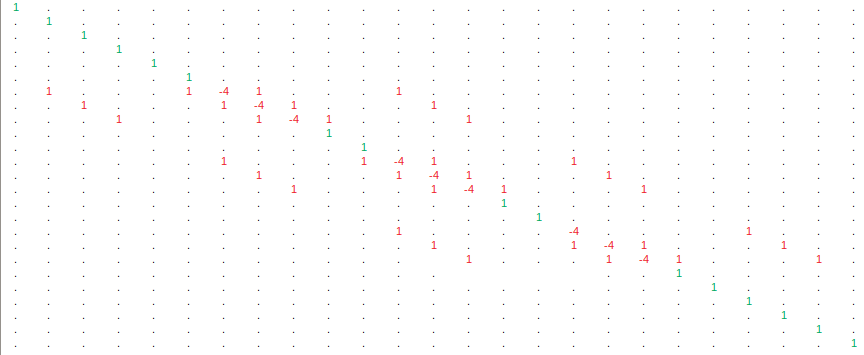 1 . . . . . . . . . . . . . . . . . . . . . . . .
. 1 . . . . . . . . . . . . . . . . . . . . . . .
. . 1 . . . . . . . . . . . . . . . . . . . . . .
. . . 1 . . . . . . . . . . . . . . . . . . . . .
. . . . 1 . . . . . . . . . . . . . . . . . . . .
. . . . . 1 . . . . . . . . . . . . . . . . . . .
. 1 . . . 1 -4 1 . . . 1 . . . . . . . . . . . . .
. . 1 . . . 1 -4 1 . . . 1 . . . . . . . . . . . .
. . . 1 . . . 1 -4 1 . . . 1 . . . . . . . . . . .
. . . . . . . . . 1 . . . . . . . . . . . . . . .
. . . . . . . . . . 1 . . . . . . . . . . . . . .
. . . . . . 1 . . . 1 -4 1 . . . 1 . . . . . . . .
. . . . . . . 1 . . . 1 -4 1 . . . 1 . . . . . . .
. . . . . . . . 1 . . . 1 -4 1 . . . 1 . . . . . .
. . . . . . . . . . . . . . 1 . . . . . . . . . .
. . . . . . . . . . . . . . . 1 . . . . . . . . .
. . . . . . . . . . . 1 . . . . -4 . . . . 1 . . .
. . . . . . . . . . . . 1 . . . 1 -4 1 . . . 1 . .
. . . . . . . . . . . . . 1 . . . 1 -4 1 . . . 1 .
. . . . . . . . . . . . . . . . . . . 1 . . . . .
. . . . . . . . . . . . . . . . . . . . 1 . . . .
. . . . . . . . . . . . . . . . . . . . . 1 . . .
. . . . . . . . . . . . . . . . . . . . . . 1 . .
. . . . . . . . . . . . . . . . . . . . . . . 1 .
. . . . . . . . . . . . . . . . . . . . . . . . 1